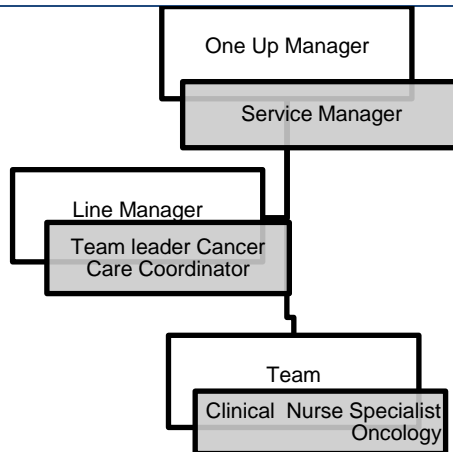 One Up Manager
Service Manager
Line Manager
Team leader Cancer
Care Coordinator
Team
Clinical  Nurse Specialist
Oncology